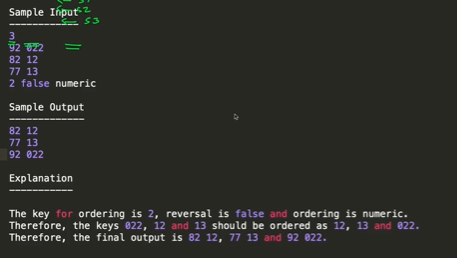 s2
s3
Sample Input
------------
3
92 022
82 12
77 13
2 false numeric
Sample Output
-------------
82 12
77 13
92 022
Explanation
-----------
The key for ordering is 2, reversal is false and ordering is numeric.
Therefore, the keys 022, 12 and 13 should be ordered as 12, 13 and 022.
Therefore, the final output is 82 12, 77 13 and 92 022.